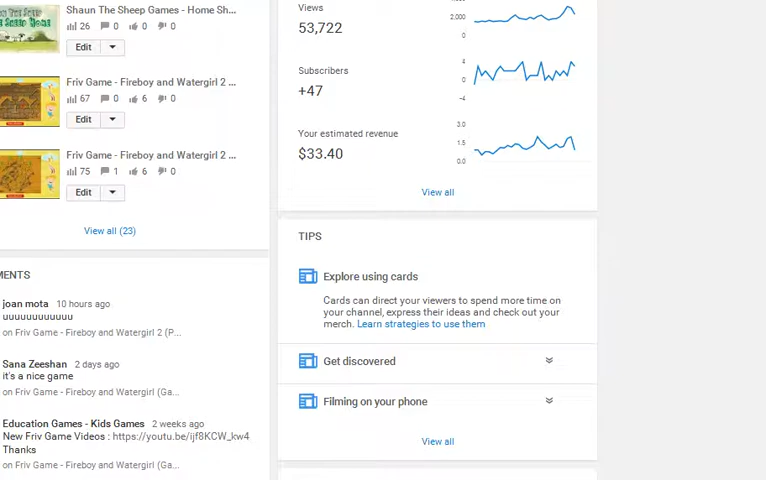 Shaun The Sheep Games - Home Sh...
26 0 0 0
Edit
Friv Game - Fireboy and Watergirl 2 ...
67 0 6 0
Edit
Friv Game - Fireboy and Watergirl 2 ...
75 1 6 0
Edit
View all (23)
MENTS
joan mota 10 hours ago
uuuuuuuuuuuu
on Friv Game - Fireboy and Watergirl 2 (P...
Sana Zeeshan 2 days ago
it's a nice game
on Friv Game - Fireboy and Watergirl (Ga...
Education Games - Kids Games 2 weeks ago
New Friv Game Videos : https://youtu.be/ijf8KCW_kw4
Thanks
on Friv Game - Fireboy and Watergirl (Ga...
Views
53,722
2,000
0
Subscribers
+47
4
0
−4
Your estimated revenue
$33.40
3.0
1.5
0.0
View all
TIPS
Explore using cards
Cards can direct your viewers to spend more time on
your channel, express their ideas and check out your
merch. Learn strategies to use them
Get discovered
Filming on your phone
View all